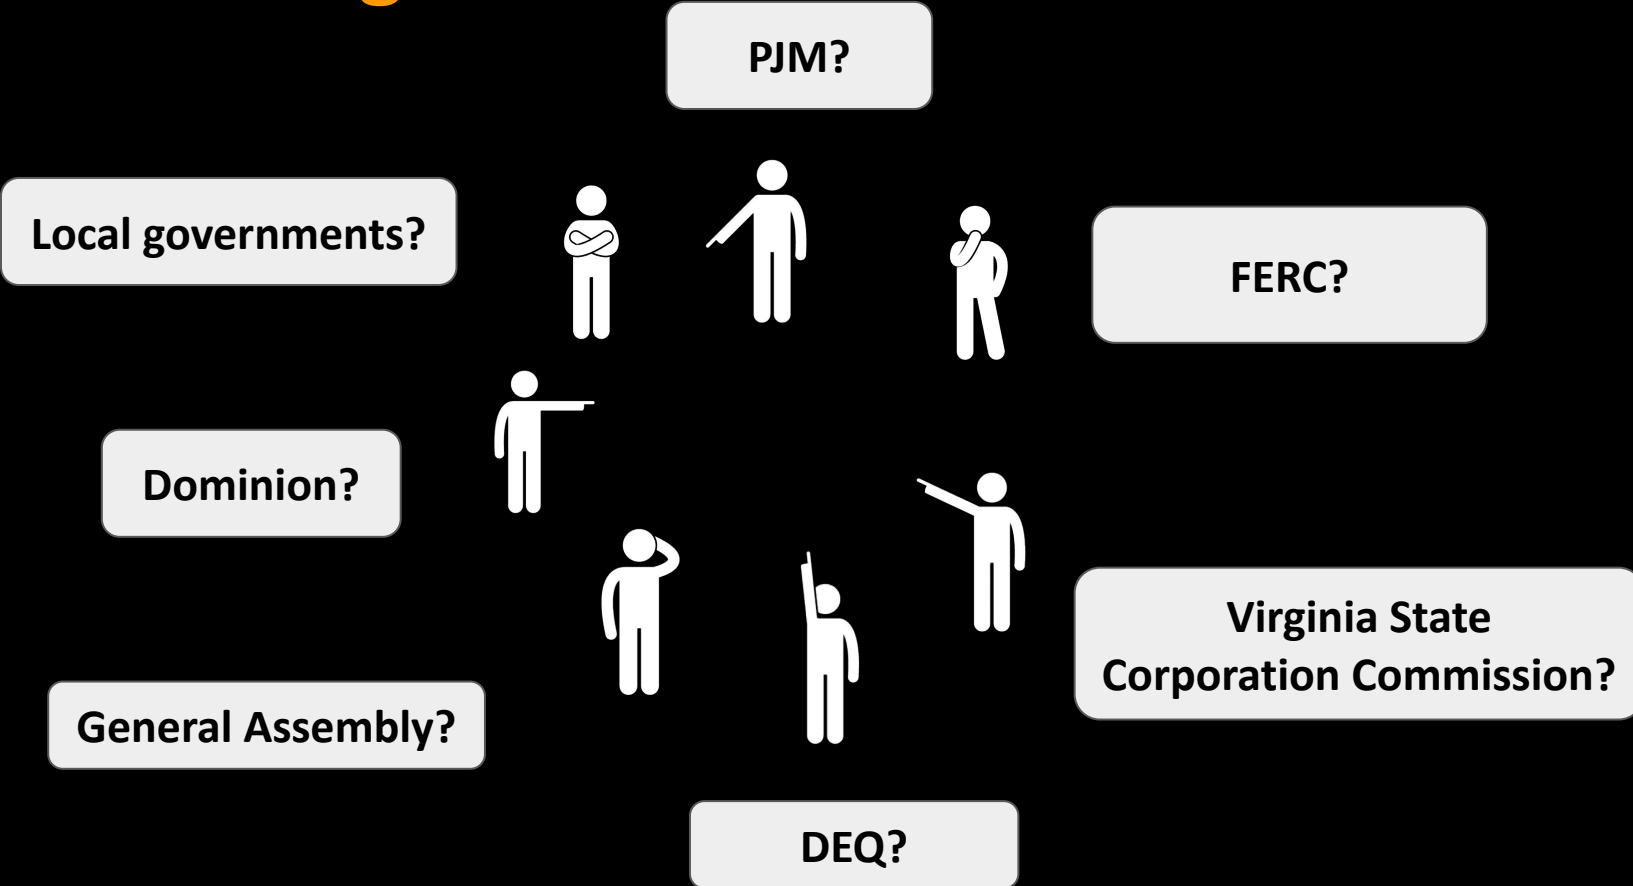 PJM?
Local governments?
FERC?
Dominion?
Virginia State
Corporation Commission?
General Assembly?
DEQ?